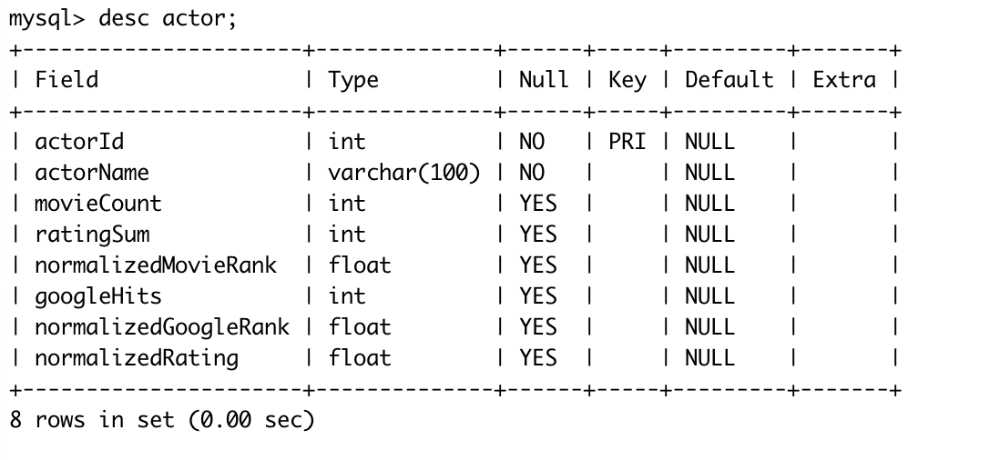 mysql> desc actor;
+----------------------+--------------+------+-----+---------+-------+
| Field                | Type         | Null | Key | Default | Extra |
+----------------------+--------------+------+-----+---------+-------+
| actorId              | int          | NO   | PRI | NULL    |       |
| actorName            | varchar(100) | NO   |     | NULL    |       |
| movieCount           | int          | YES  |     | NULL    |       |
| ratingSum            | int          | YES  |     | NULL    |       |
| normalizedMovieRank  | float        | YES  |     | NULL    |       |
| googleHits           | int          | YES  |     | NULL    |       |
| normalizedGoogleRank | float        | YES  |     | NULL    |       |
| normalizedRating     | float        | YES  |     | NULL    |       |
+----------------------+--------------+------+-----+---------+-------+
8 rows in set (0.00 sec)